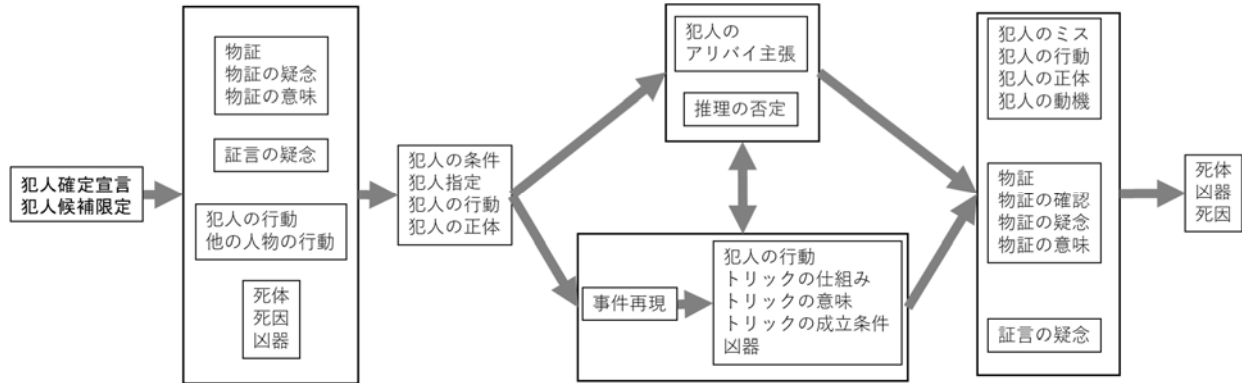 犯人確定宣言
犯人候補限定
物証
物証の疑念
物証の意味
証言の疑念
犯人の行動
他の人物の行動
死体
死因
凶器
犯人の条件
犯人指定
犯人の行動
犯人の正体
犯人の
アリバイ主張
推理の否定
事件再現
犯人の行動
トリックの仕組み
トリックの意味
トリックの成立条件
凶器
犯人のミス
犯人の行動
犯人の正体
犯人の動機
物証
物証の確認
物証の疑念
物証の意味
証言の疑念
死体
凶器
死因